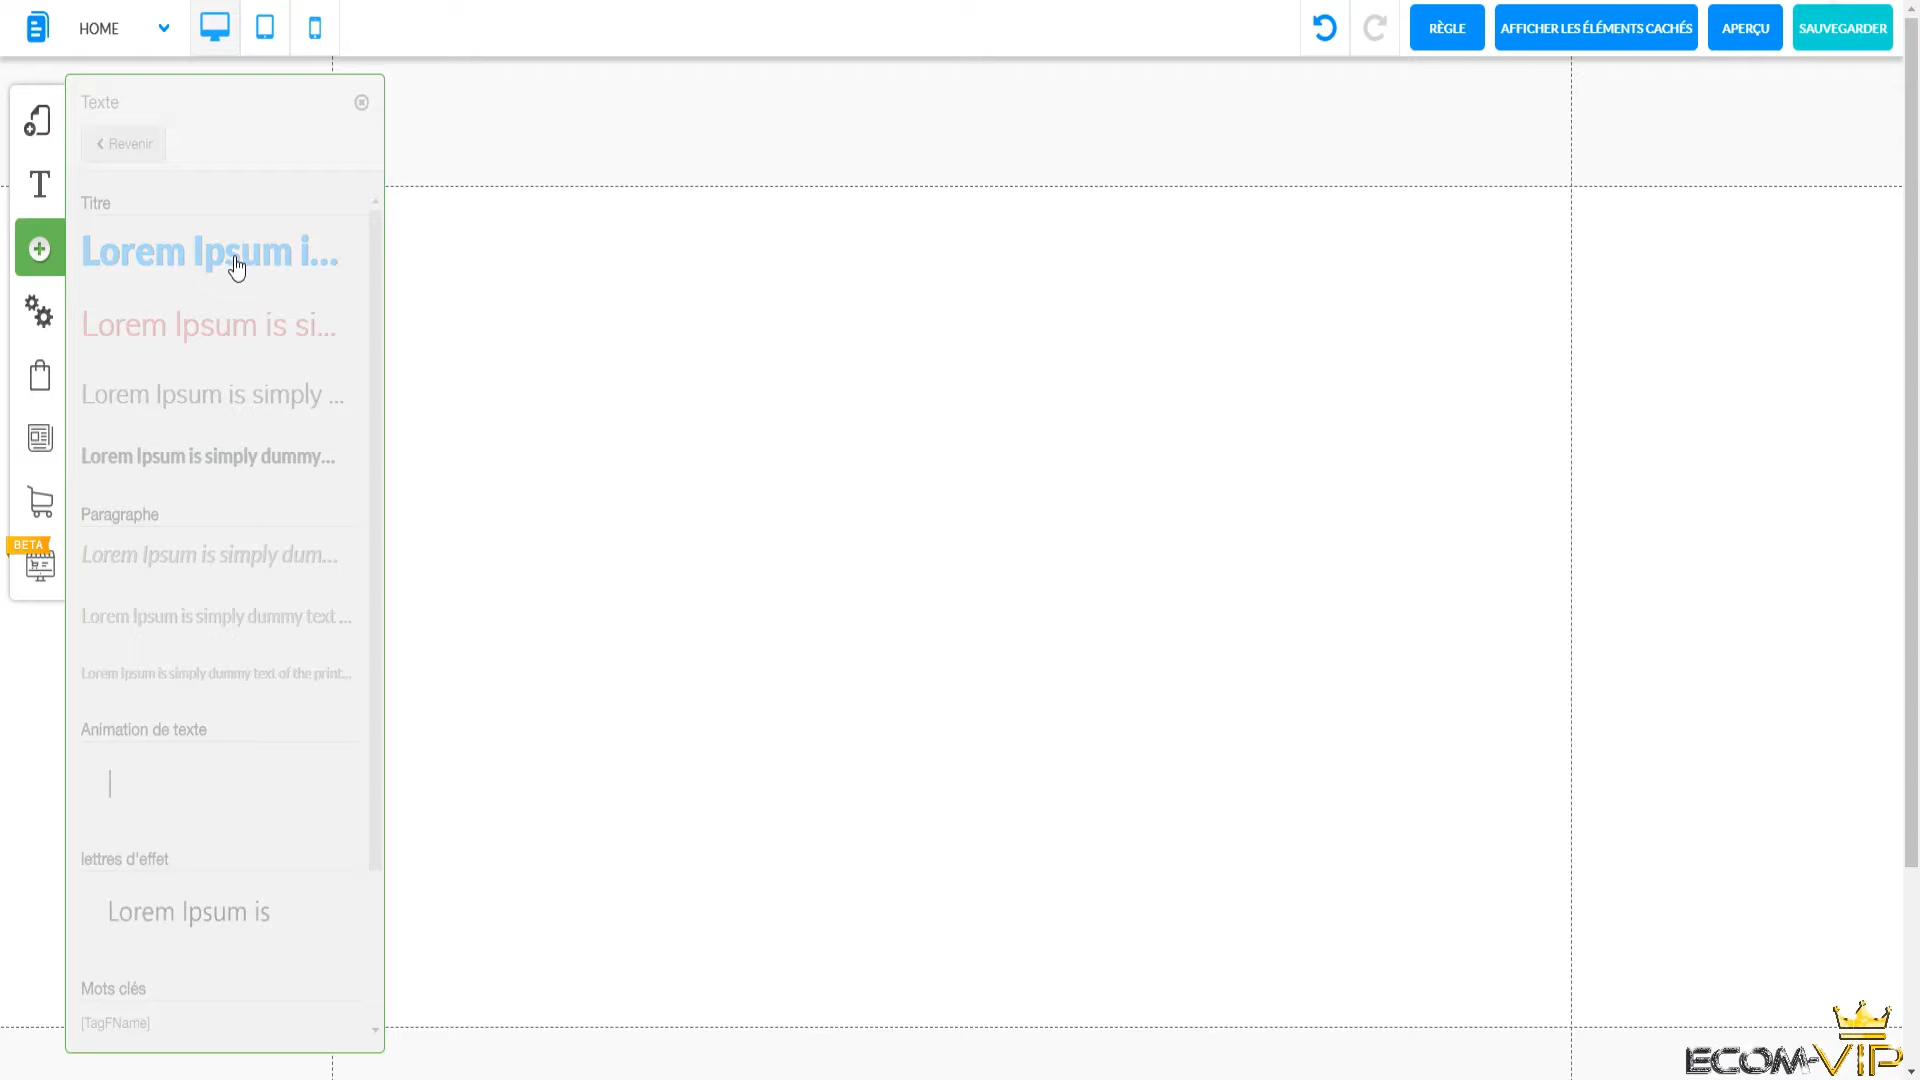 HOME
RÈGLE
AFFICHER LES ÉLÉMENTS CACHÉS
APERÇU
SAUVEGARDER
Texte
Revenir
Titre
Lorem Ipsum i...
Lorem Ipsum is si...
Lorem Ipsum is simply ...
Lorem Ipsum is simply dummy...
Paragraphe
BETA
Lorem Ipsum is simply dum...
Lorem Ipsum is simply dummy text ...
Lorem Ipsum is simply dummy text of the print...
Animation de texte
lettres d'effet
Lorem Ipsum is
Mots clés
[TagFName]
ECOM-VIP